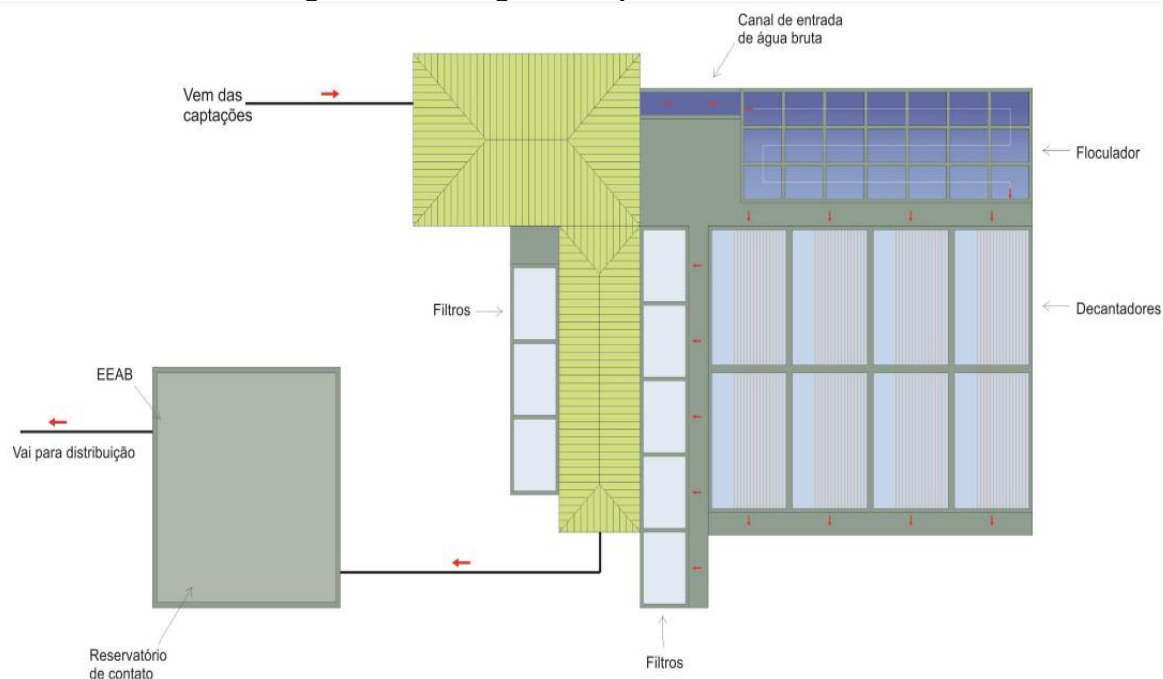 Canal de entrada
de água bruta
Vem das
captações
Floculador
Filtros
Decantadores
EEAB
Vai para distribuição
Reservatório
de contato
Filtros